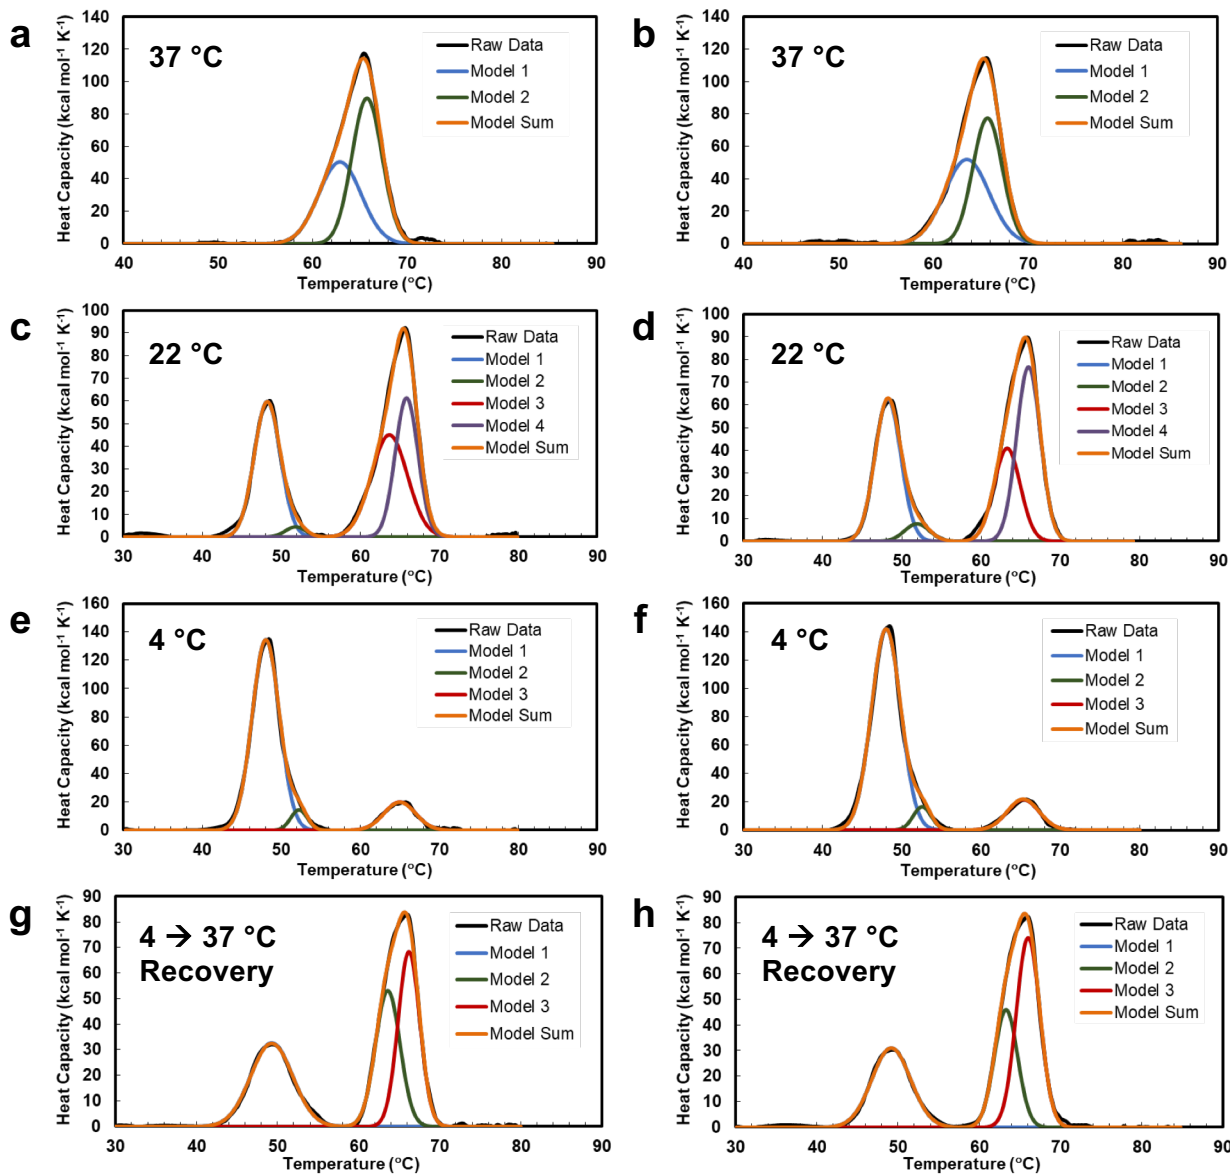 a
37 °C
Heat Capacity (kcal mol-1 K-1)
140
120
100
80
60
40
20
0
Raw Data
Model 1
Model 2
Model Sum
40 50 60 70 80 90
Temperature (°C)
b
37 °C
Heat Capacity (kcal mol-1 K-1)
140
120
100
80
60
40
20
0
Raw Data
Model 1
Model 2
Model Sum
40 50 60 70 80 90
Temperature (°C)
c
22 °C
Heat Capacity (kcal mol-1 K-1)
100
90
80
70
60
50
40
30
20
10
0
Raw Data
Model 1
Model 2
Model 3
Model 4
Model Sum
30 40 50 60 70 80 90
Temperature (°C)
d
22 °C
Heat Capacity (kcal mol-1 K-1)
100
90
80
70
60
50
40
30
20
10
0
Raw Data
Model 1
Model 2
Model 3
Model 4
Model Sum
30 40 50 60 70 80 90
Temperature (°C)
e
4 °C
Heat Capacity (kcal mol-1 K-1)
160
140
120
100
80
60
40
20
0
Raw Data
Model 1
Model 2
Model 3
Model Sum
30 40 50 60 70 80 90
Temperature (°C)
f
4 °C
Heat Capacity (kcal mol-1 K-1)
160
140
120
100
80
60
40
20
0
Raw Data
Model 1
Model 2
Model 3
Model Sum
30 40 50 60 70 80 90
Temperature (°C)
g
4 → 37 °C
Recovery
Heat Capacity (kcal mol-1 K-1)
90
80
70
60
50
40
30
20
10
0
Raw Data
Model 1
Model 2
Model 3
Model Sum
30 40 50 60 70 80 90
Temperature (°C)
h
4 → 37 °C
Recovery
Heat Capacity (kcal mol-1 K-1)
90
80
70
60
50
40
30
20
10
0
Raw Data
Model 1
Model 2
Model 3
Model Sum
30 40 50 60 70 80 90
Temperature (°C)